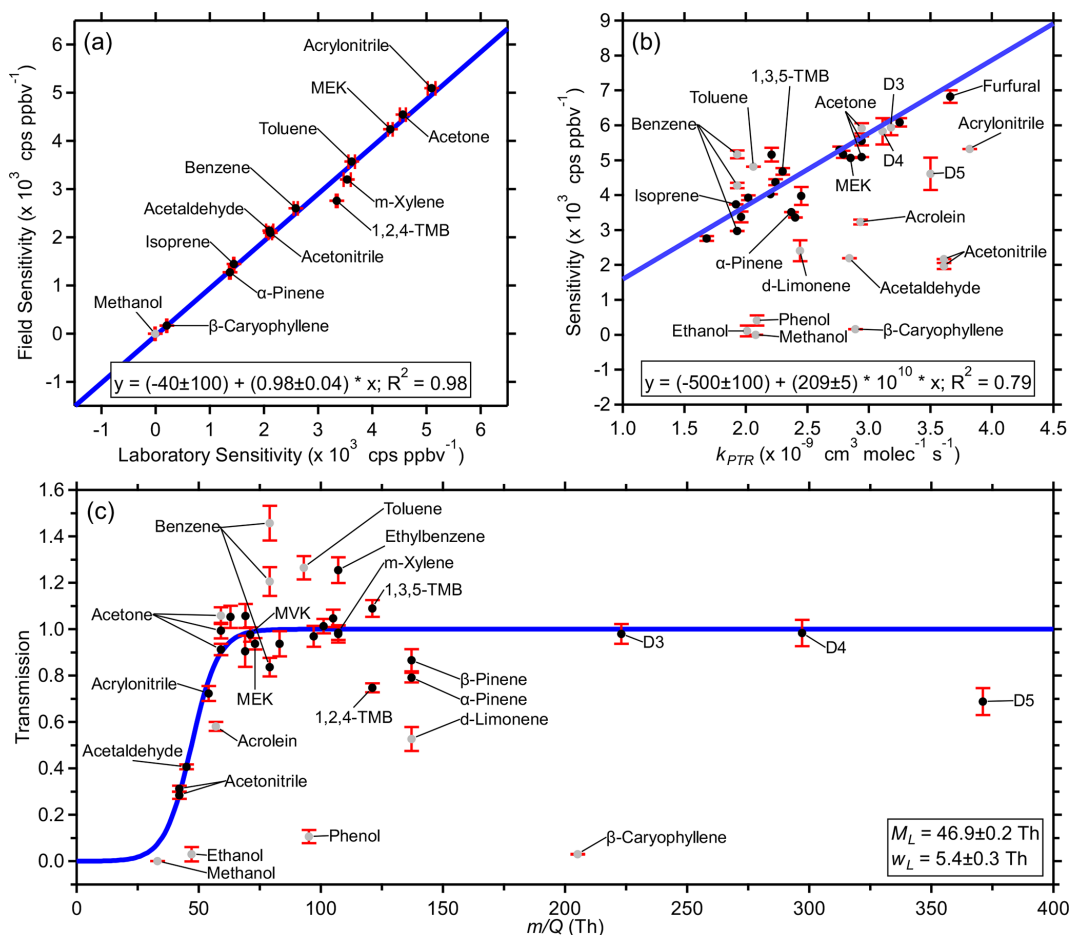 (a)
6
5
4
3
2
1
0
-1
Field Sensitivity (x 10³ cps ppbv⁻¹)
Acrylonitrile
MEK
Acetone
Toluene
Benzene
m-Xylene
Acetaldehyde
1,2,4-TMB
Isoprene
Acetonitrile
α-Pinene
Methanol
β-Caryophyllene
y = (-40±100) + (0.98±0.04) * x; R² = 0.98
-1 0 1 2 3 4 5 6
Laboratory Sensitivity (x 10³ cps ppbv⁻¹)
(b)
9
8
7
6
5
4
3
2
1
0
-1
-2
Sensitivity (x 10³ cps ppbv⁻¹)
1,3,5-TMB
D3
Furfural
Toluene
Acetone
Benzene
Acrylonitrile
D4
MEK
D5
Isoprene
Acrolein
α-Pinene
Acetonitrile
d-Limonene
Acetaldehyde
Phenol
Ethanol
Methanol
β-Caryophyllene
y = (-500±100) + (209±5) * 10¹⁰ * x; R² = 0.79
1.0 1.5 2.0 2.5 3.0 3.5 4.0 4.5
k_PTR (x 10⁻⁹ cm³ molec⁻¹ s⁻¹)
(c)
1.6
1.4
1.2
1.0
0.8
0.6
0.4
0.2
0.0
Transmission
Toluene
Benzene
Ethylbenzene
m-Xylene
1,3,5-TMB
Acetone
MVK
D3
D4
β-Pinene
Acrylonitrile
MEK
α-Pinene
D5
1,2,4-TMB
d-Limonene
Acrolein
Acetaldehyde
Acetonitrile
Phenol
β-Caryophyllene
Ethanol
Methanol
M_L = 46.9±0.2 Th
w_L = 5.4±0.3 Th
0 50 100 150 200 250 300 350 400
m/Q (Th)